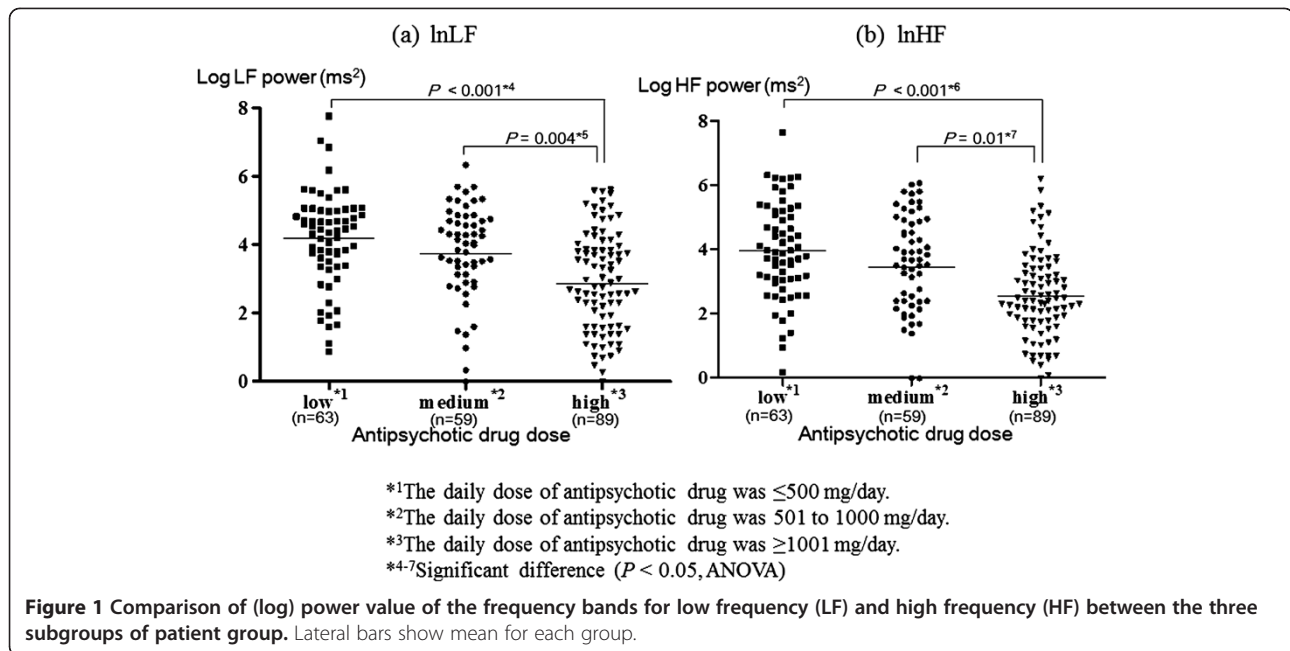 (a) lnLF
Log LF power (ms²)
P < 0.001*4
P = 0.004*5
8
6
4
2
0
low*1
medium*2
high*3
(n=63)
(n=59)
(n=89)
Antipsychotic drug dose
(b) lnHF
Log HF power (ms²)
P < 0.001*6
P = 0.01*7
8
6
4
2
0
low*1
medium*2
high*3
(n=63)
(n=59)
(n=89)
Antipsychotic drug dose
*1The daily dose of antipsychotic drug was ≤500 mg/day.
*2The daily dose of antipsychotic drug was 501 to 1000 mg/day.
*3The daily dose of antipsychotic drug was ≥1001 mg/day.
*4-7Significant difference (P < 0.05, ANOVA)
Figure 1 Comparison of (log) power value of the frequency bands for low frequency (LF) and high frequency (HF) between the three
subgroups of patient group. Lateral bars show mean for each group.